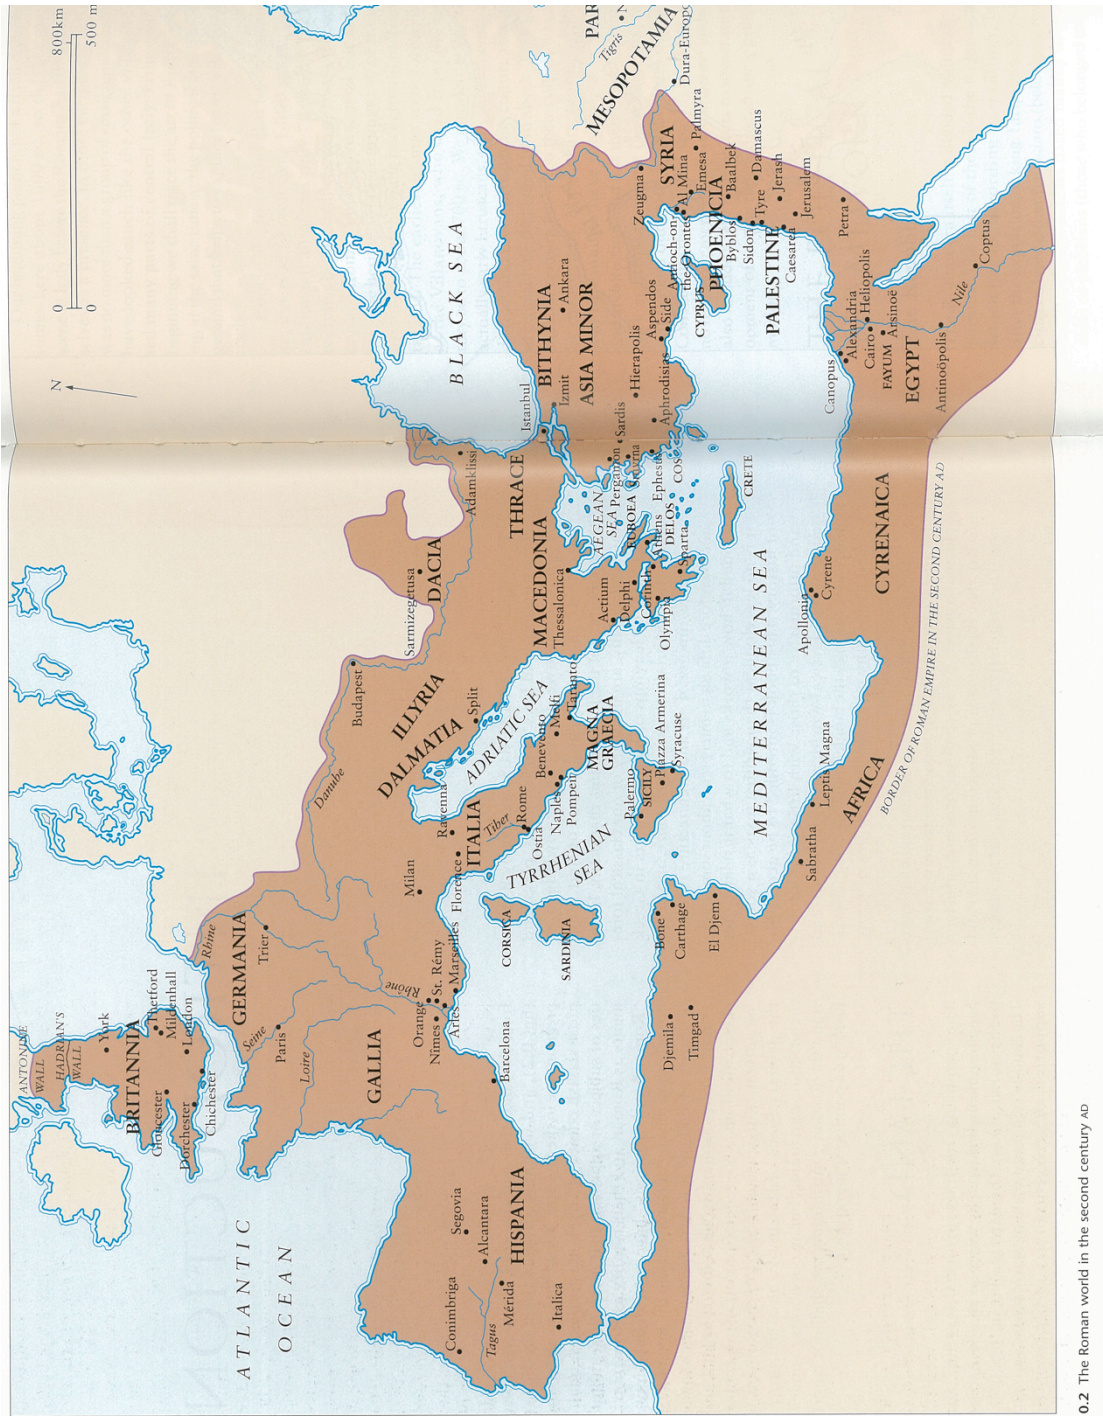 ANTONINE
WALL
HADRIAN'S
WALL
York
BRITANNIA
Thetford
Mildenhall
London
Gloucester
Dorchester
Chichester
ATLANTIC
OCEAN
Rhine
GERMANIA
Trier
Seine
Paris
Loire
GALLIA
Rhône
Orange
St. Rémy
Nîmes
Marseilles
Arles
Barcelona
Segovia
Alcantara
HISPANIA
Conimbriga
Tagus
Mérida
Italica
Danube
Budapest
Sarmizegetusa
DACIA
Adamklissi
ILLYRIA
DALMATIA
Split
ADRIATIC SEA
Milan
Ravenna
Florence
ITALIA
Tiber
Rome
Ostia
Benevento
Melfi
Taranto
Naples
Pompeii
MAGNA
GRAECIA
TYRRHENIAN
SEA
CORSICA
SARDINIA
Palermo
SICILY
Piazza Armerina
Syracuse
THRACE
MACEDONIA
Thessalonica
Actium
Delphi
Corinth
Olympia
Athens
Sparta
AEGEAN
SEA
EUBOEA
DELOS
COS
CRETE
Pergamon
Smyrna
Ephesus
Sardis
BLACK SEA
Istanbul
BITHYNIA
Izmit
Ankara
ASIA MINOR
Hierapolis
Aphrodisias
Aspendos
Side
CYPRUS
Zeugma
SYRIA
Antioch-on-
the-Orontes
Al Mina
Emesa
Palmyra
PHOENICIA
Baalbek
Byblos
Sidon
Tyre
Damascus
PALESTINE
Caesarea
Jerash
Jerusalem
Petra
MESOPOTAMIA
Tigris
PAR
N
Dura-Europ
MEDITERRANEAN SEA
Bone
Carthage
El Djem
Djemila
Timgad
Sabratha
Leptis Magna
AFRICA
Apollonia
Cyrene
CYRENAICA
Canopus
Alexandria
Cairo
Heliopolis
FAYUM
Arsinoë
EGYPT
Antinoöpolis
Nile
Coptus
BORDER OF ROMAN EMPIRE IN THE SECOND CENTURY AD
N
0
800km
0
500 m
0.2 The Roman world in the second century AD